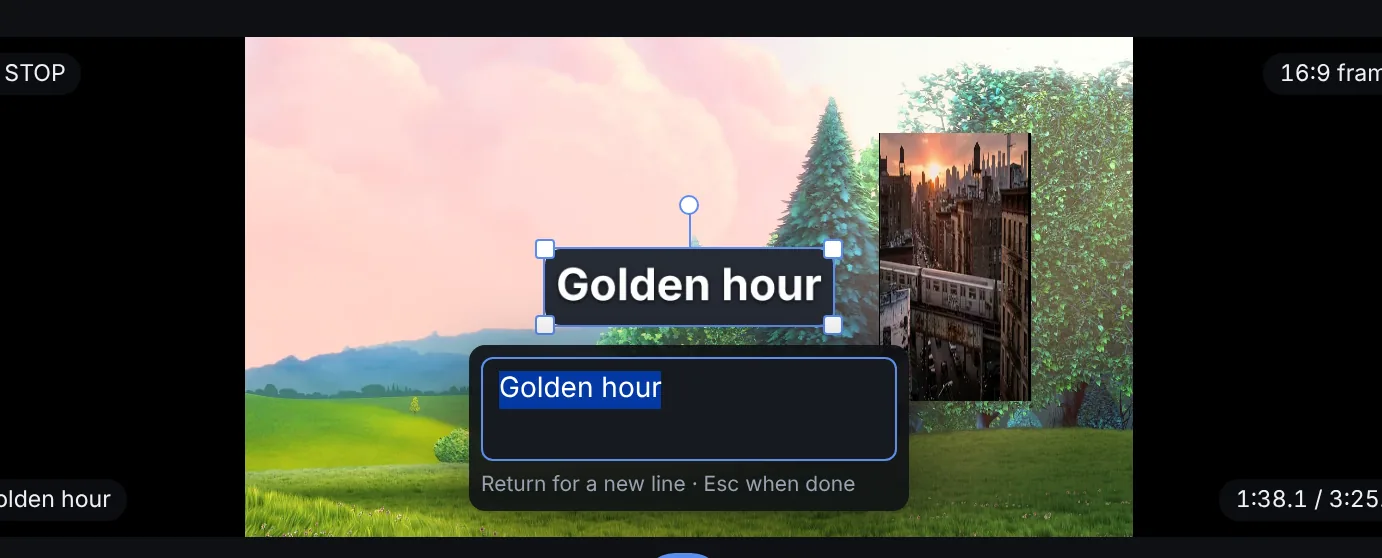 STOP
16:9 fram
Golden hour
Golden hour
Return for a new line · Esc when done
olden hour
1:38.1 / 3:25.